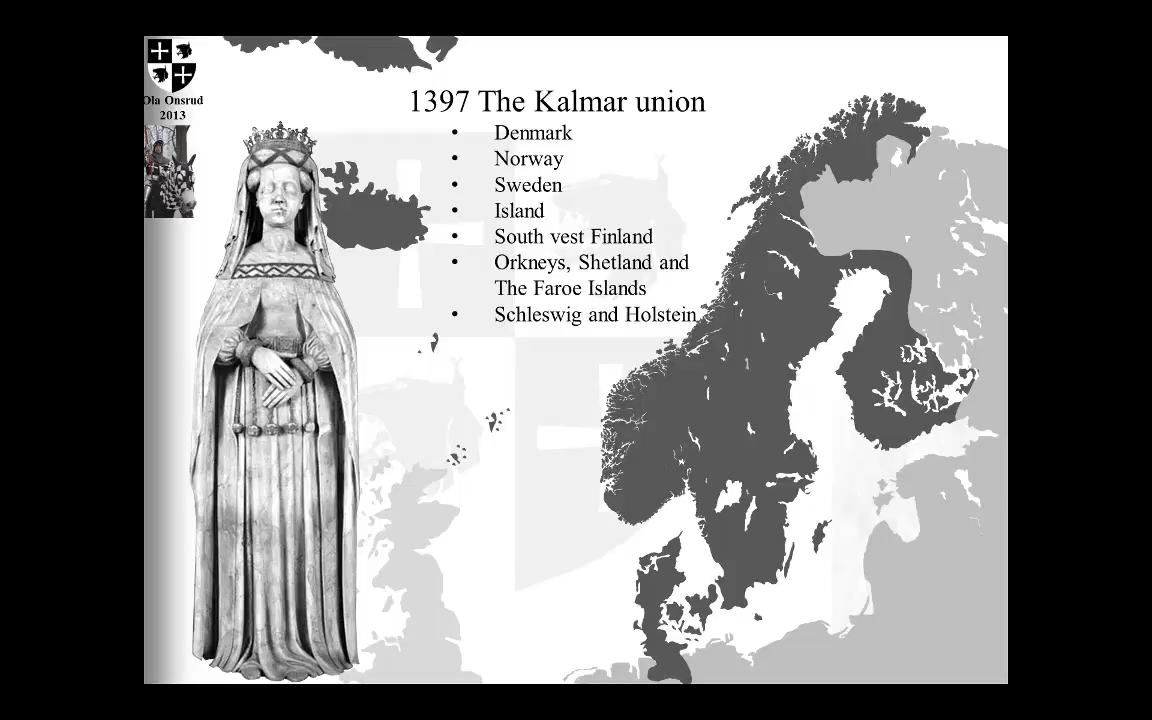 Ola Onsrud
2013
1397 The Kalmar union
• Denmark
• Norway
• Sweden
• Island
• South vest Finland
• Orkneys, Shetland and
The Faroe Islands
• Schleswig and Holstein